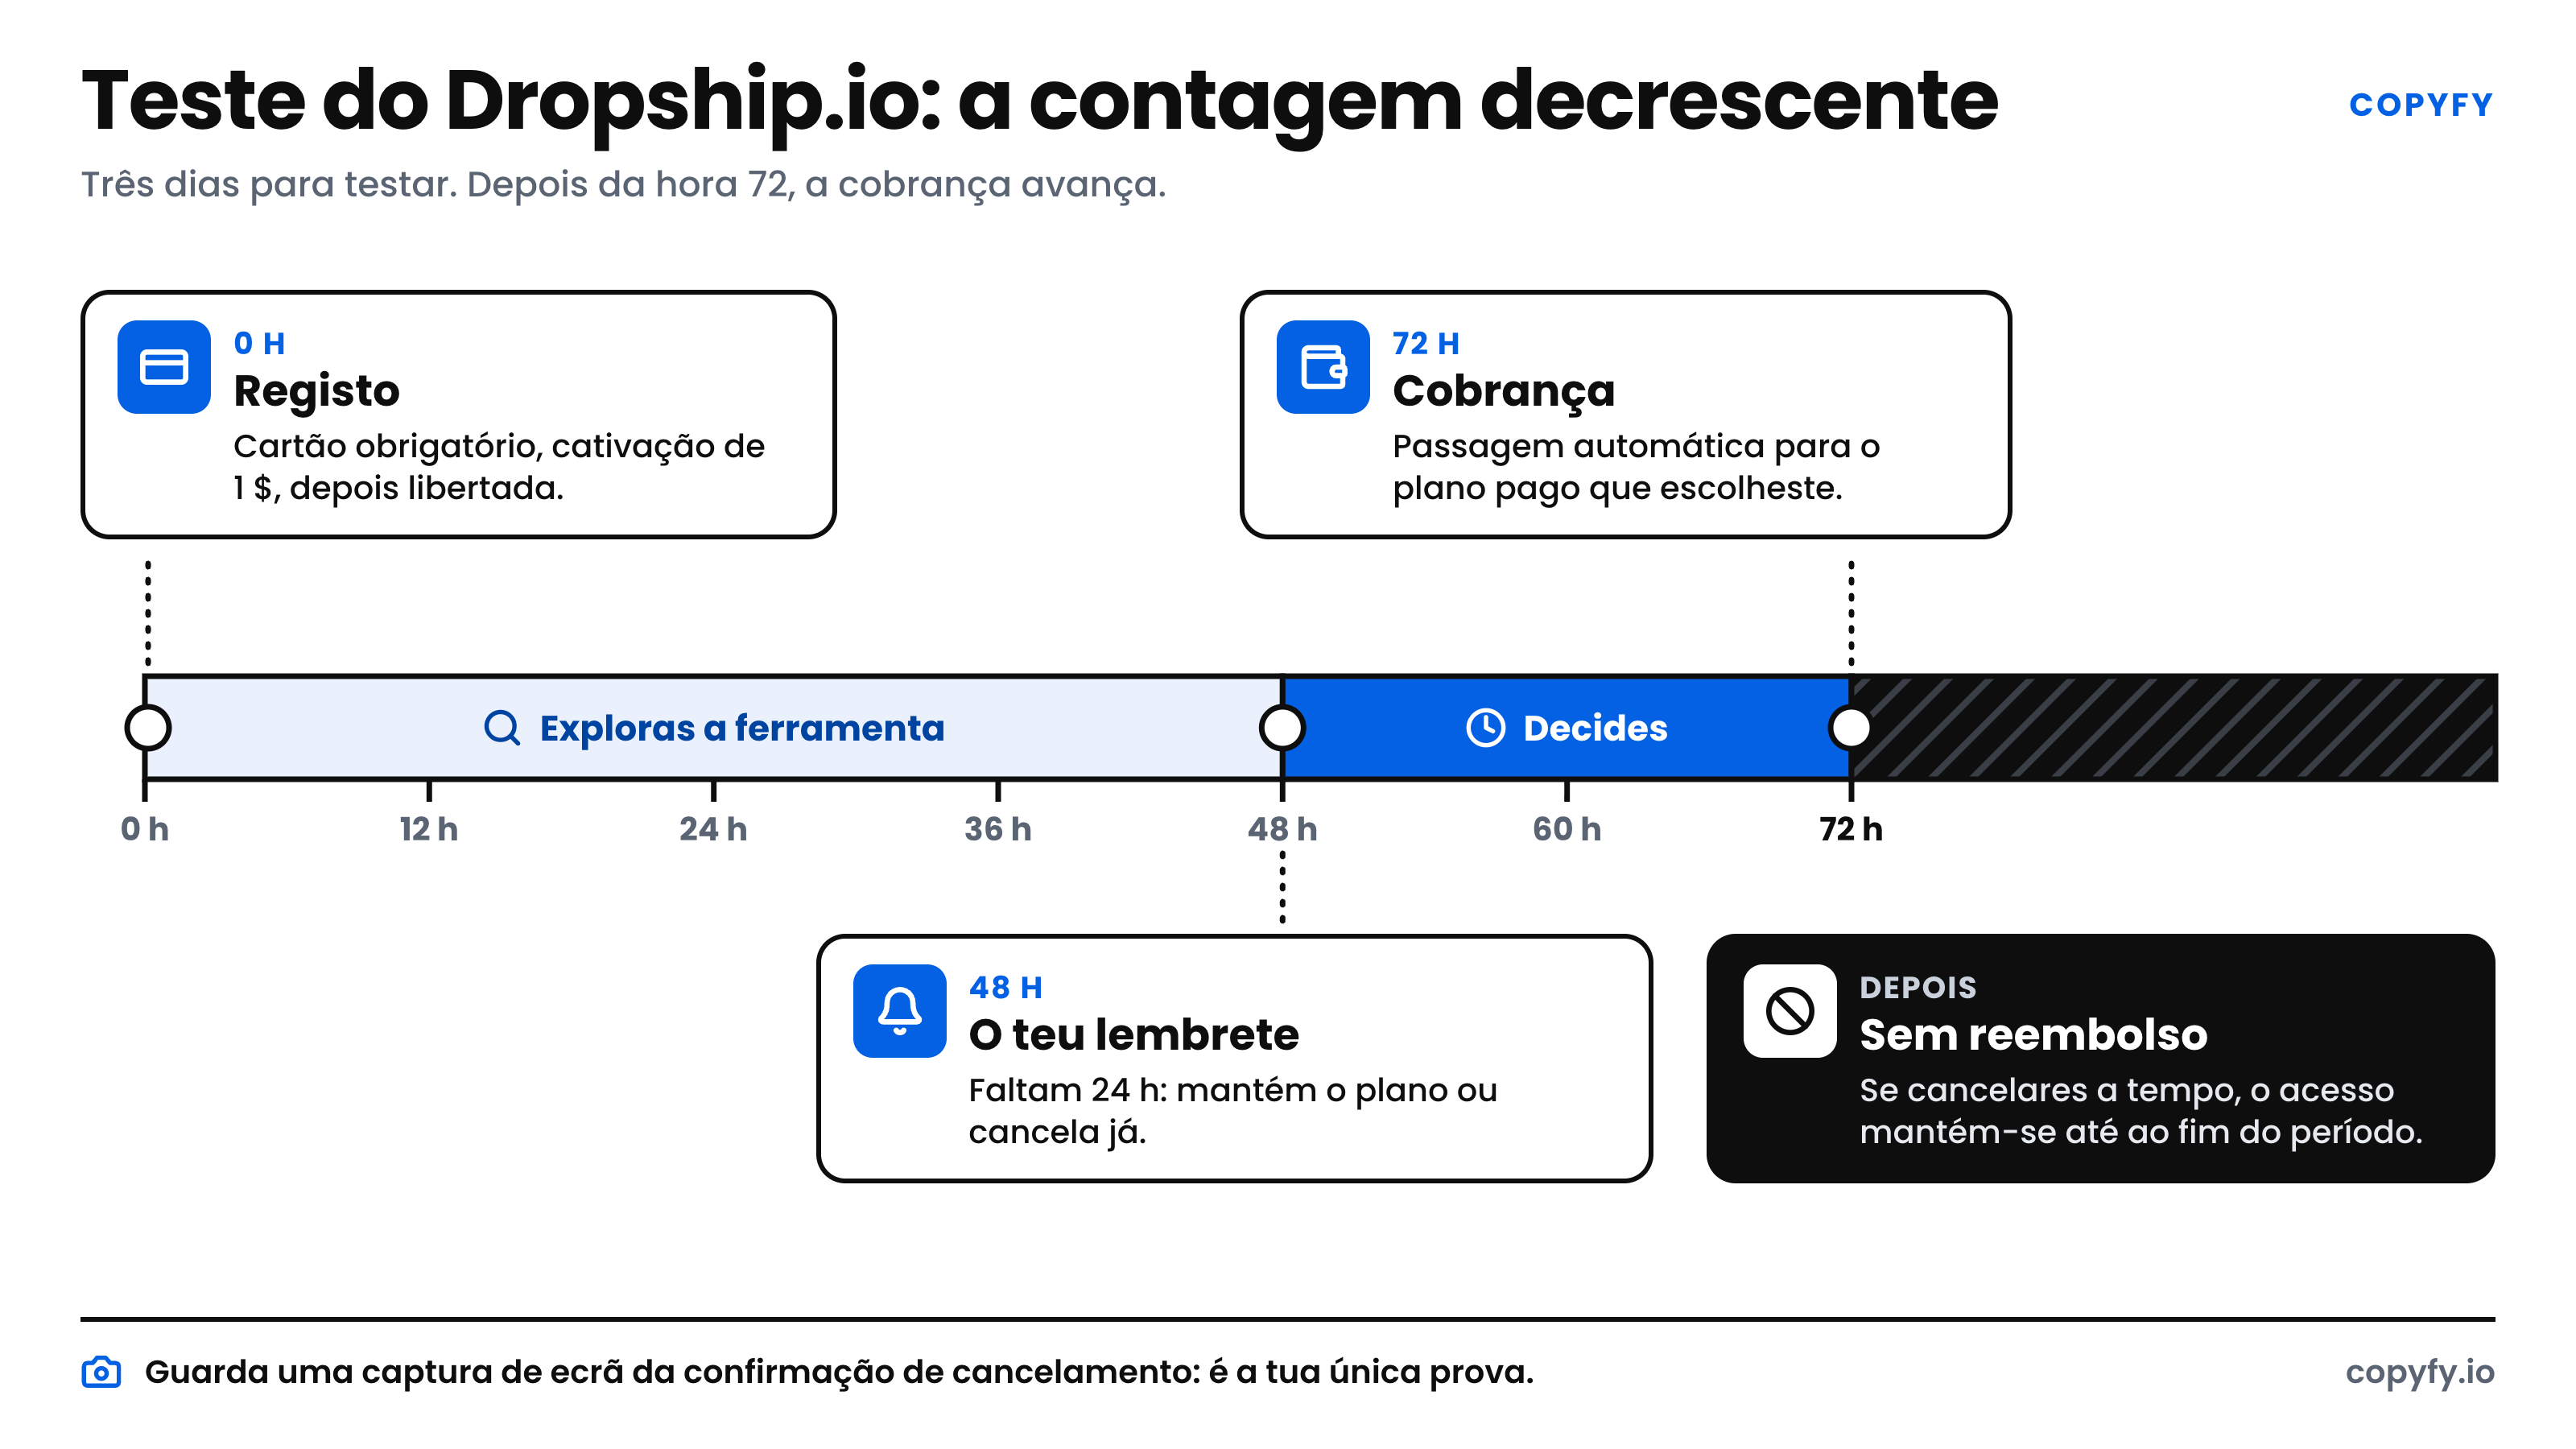 Teste do Dropship.io: a contagem decrescente
COPYFY
Três dias para testar. Depois da hora 72, a cobrança avança.
0 H
Registo
Cartão obrigatório, cativação de
1 $, depois libertada.
72 H
Cobrança
Passagem automática para o
plano pago que escolheste.
Exploras a ferramenta
Decides
0 h
12 h
24 h
36 h
48 h
60 h
72 h
48 H
O teu lembrete
Faltam 24 h: mantém o plano ou
cancela já.
DEPOIS
Sem reembolso
Se cancelares a tempo, o acesso
mantém-se até ao fim do período.
Guarda uma captura de ecrã da confirmação de cancelamento: é a tua única prova.
copyfy.io